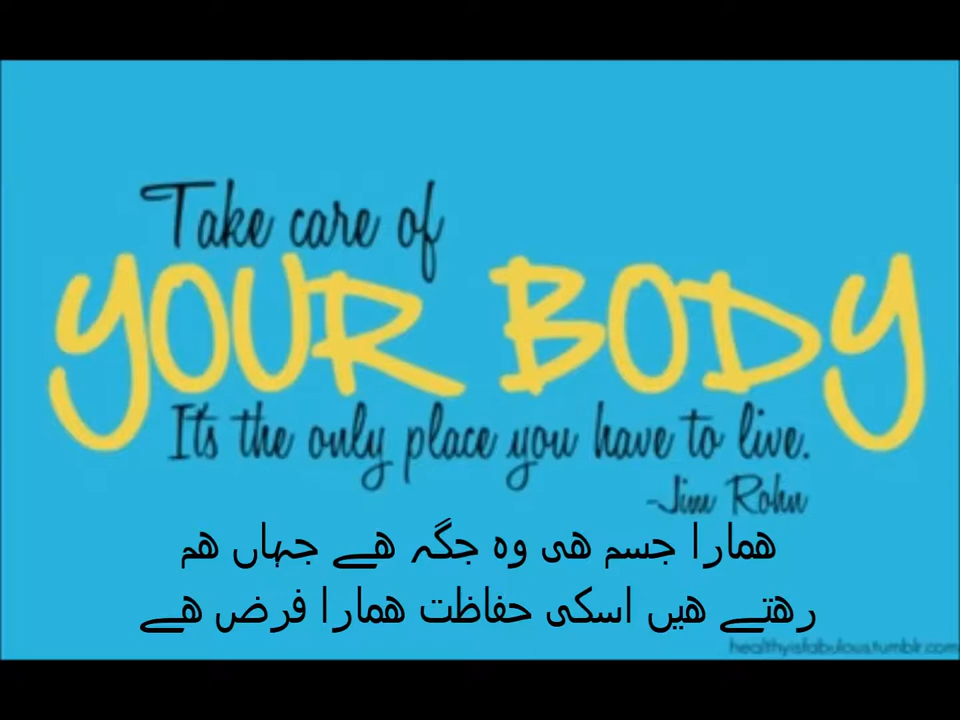 Take care of
YOUR BODY
It's the only place you have to live.
-Jim Rohn
ھمارا جسم ھی وہ جگہ ھے جہاں ھم
رھتے ھیں اسکی حفاظت ھمارا فرض ھے
healthyisfabulous.tumblr.com